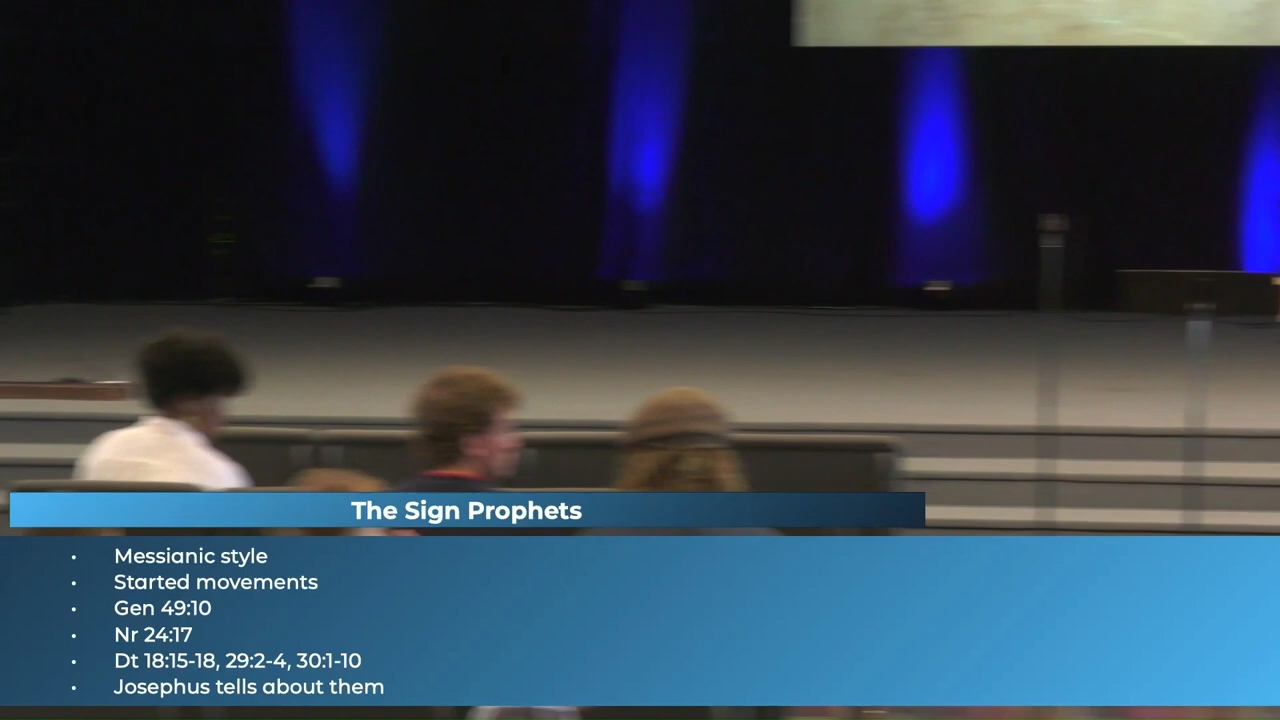 The Sign Prophets
• Messianic style
• Started movements
• Gen 49:10
• Nr 24:17
• Dt 18:15-18, 29:2-4, 30:1-10
• Josephus tells about them